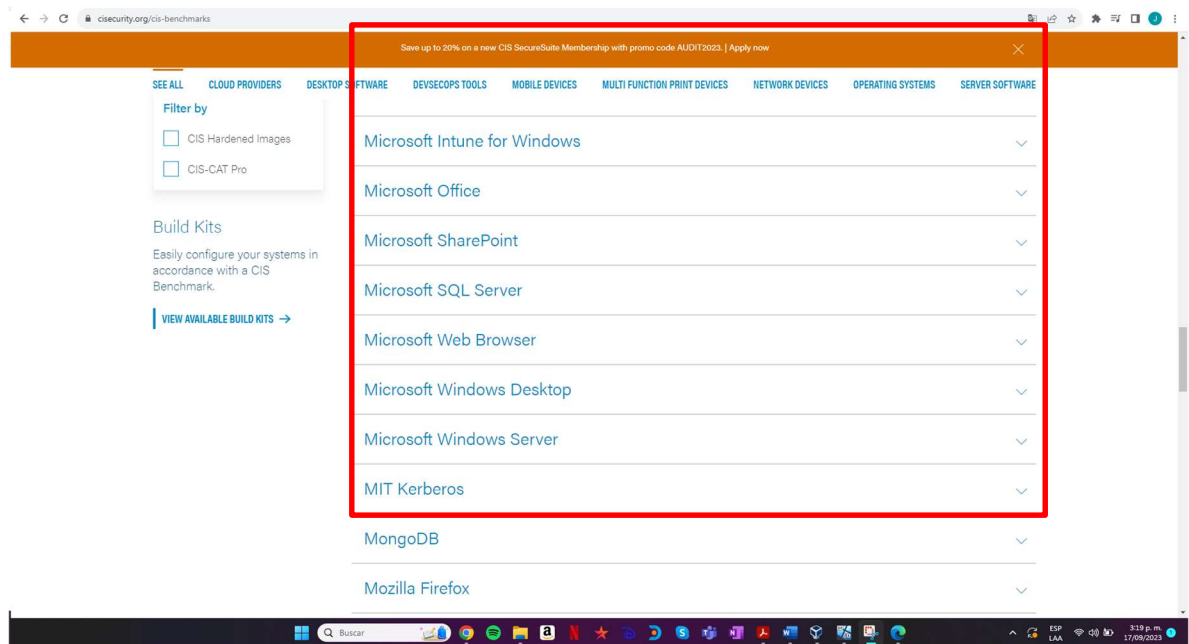 cisecurity.org/cis-benchmarks
Save up to 20% on a new CIS SecureSuite Membership with promo code AUDIT2023. | Apply now
SEE ALL CLOUD PROVIDERS DESKTOP SOFTWARE DEVSECOPS TOOLS MOBILE DEVICES MULTI FUNCTION PRINT DEVICES NETWORK DEVICES OPERATING SYSTEMS SERVER SOFTWARE
Filter by
CIS Hardened Images
CIS-CAT Pro
Build Kits
Easily configure your systems in
accordance with a CIS
Benchmark.
VIEW AVAILABLE BUILD KITS →
Microsoft Intune for Windows
Microsoft Office
Microsoft SharePoint
Microsoft SQL Server
Microsoft Web Browser
Microsoft Windows Desktop
Microsoft Windows Server
MIT Kerberos
MongoDB
Mozilla Firefox
Buscar
ESP
LAA
3:19 p. m.
17/09/2023